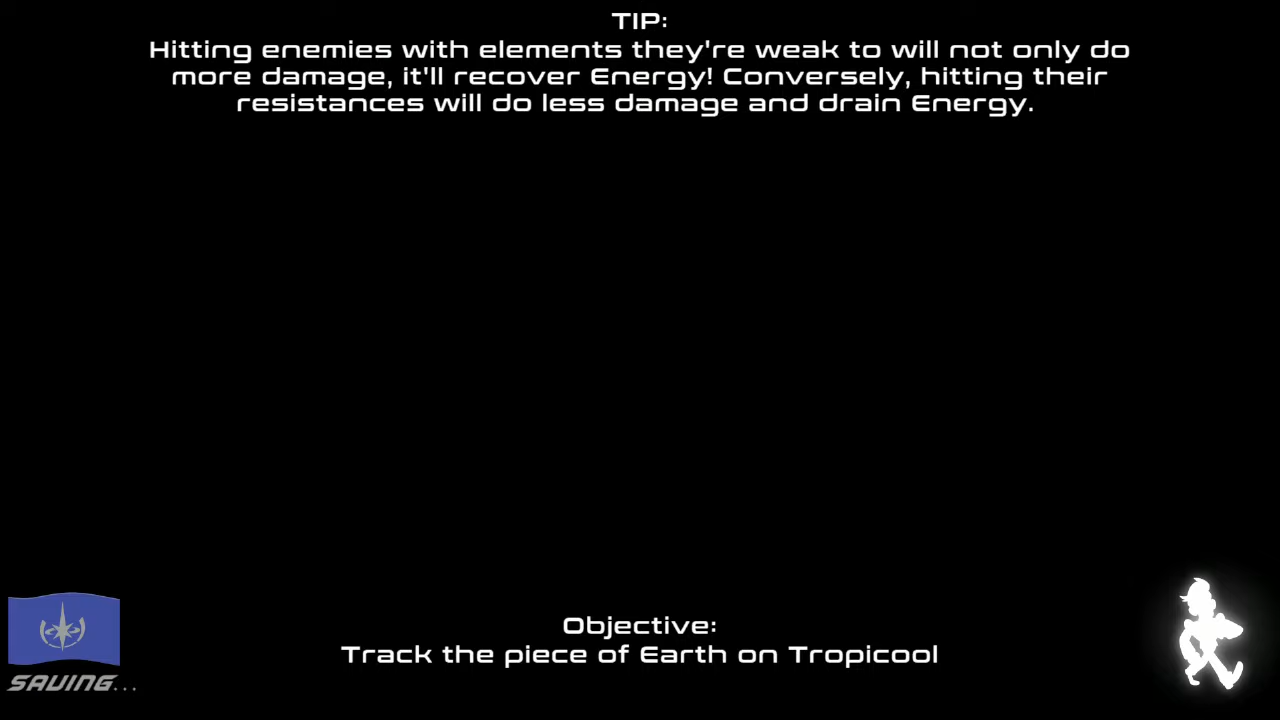 TIP:
Hitting enemies with elements they're weak to will not only do
more damage, it'll recover Energy! Conversely, hitting their
resistances will do less damage and drain Energy.
Objective:
Track the piece of Earth on Tropicool
SAVING...